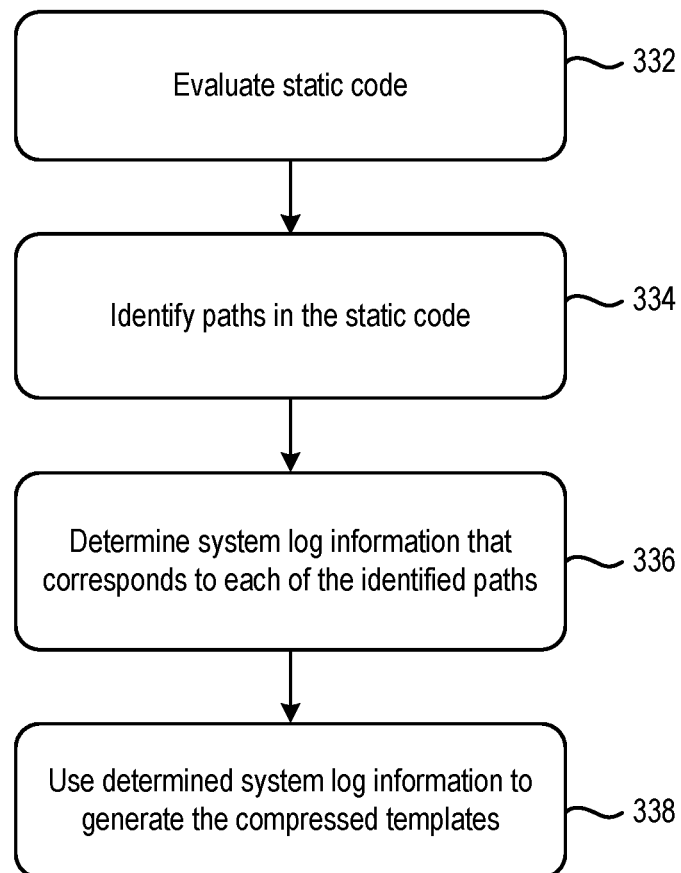 Evaluate static code
332
Identify paths in the static code
334
Determine system log information that
corresponds to each of the identified paths
336
Use determined system log information to
generate the compressed templates
338